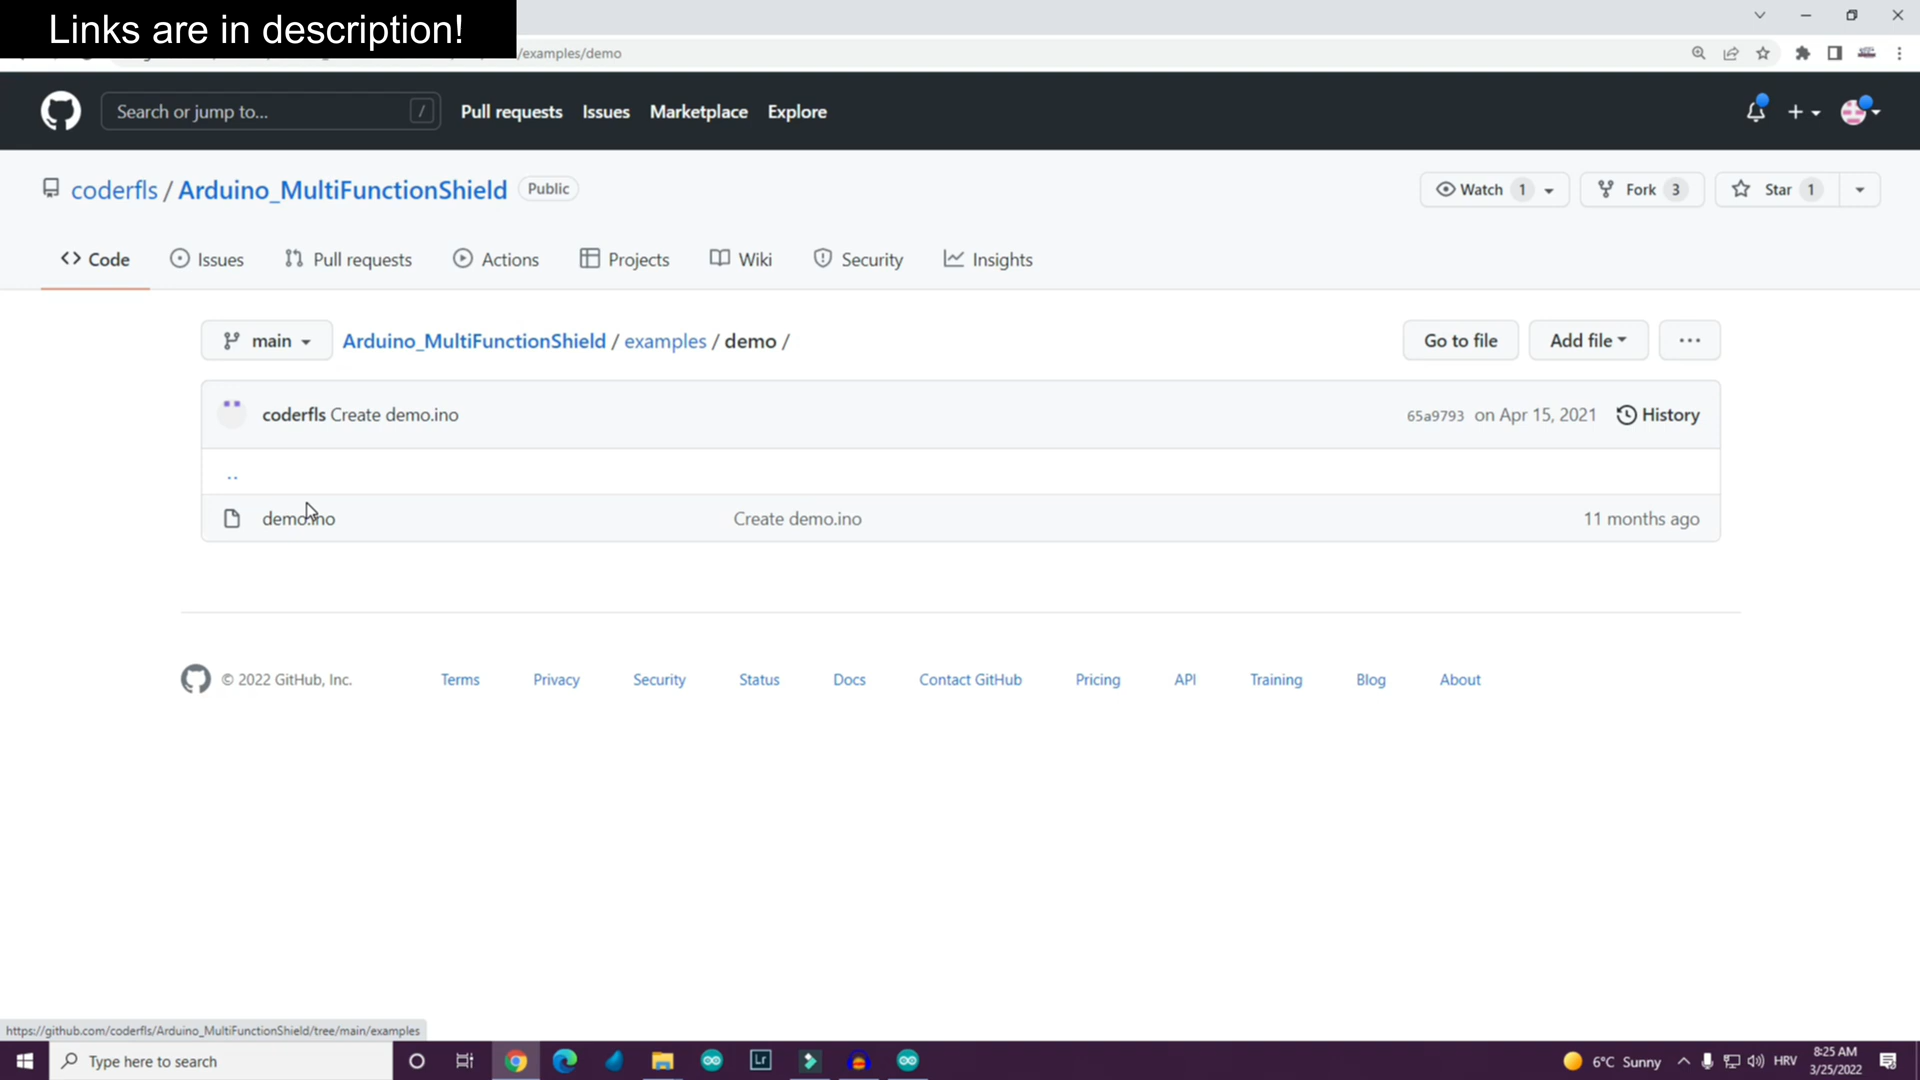 Links are in description!
/examples/demo
Search or jump to... /
Pull requests Issues Marketplace Explore
coderfls / Arduino_MultiFunctionShield Public
Watch 1 Fork 3 Star 1
Code Issues Pull requests Actions Projects Wiki Security Insights
main Arduino_MultiFunctionShield / examples / demo /
Go to file Add file ...
coderfls Create demo.ino 65a9793 on Apr 15, 2021 History
..
demo.ino Create demo.ino 11 months ago
© 2022 GitHub, Inc. Terms Privacy Security Status Docs Contact GitHub Pricing API Training Blog About
https://github.com/coderfls/Arduino_MultiFunctionShield/tree/main/examples
Type here to search
Lr
6°C Sunny HRV 8:25 AM
3/25/2022